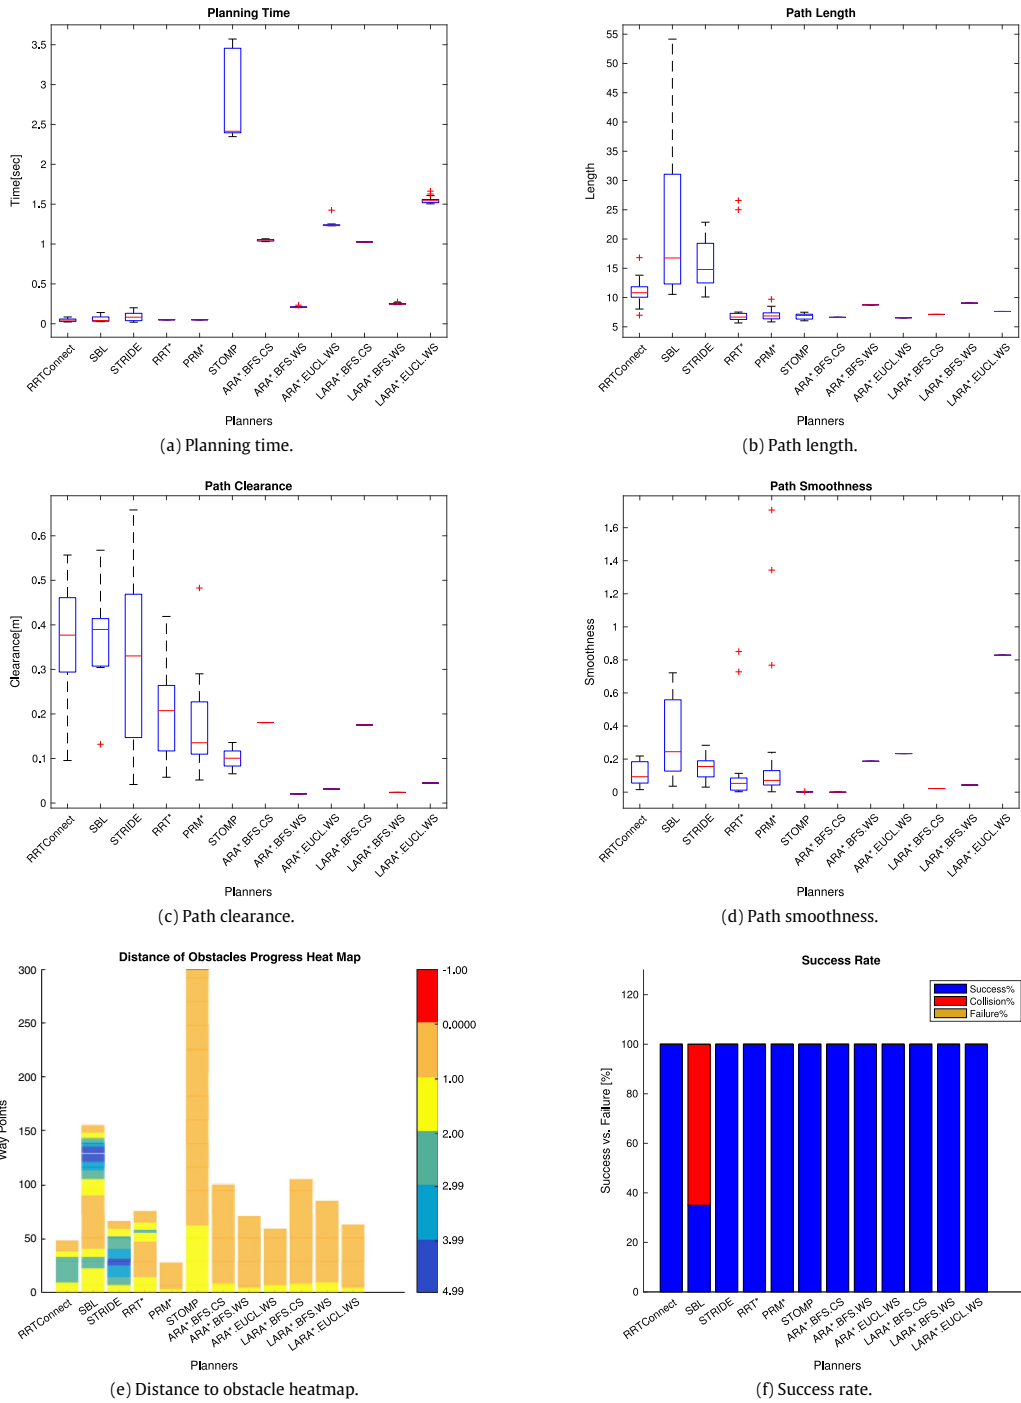 Planning Time
3.5
3
2.5
2
1.5
1
0.5
0
Time[sec]
RRTConnect
SBL
STRIDE
RRT*
PRM*
STOMP
ARA*.BFS.CS
ARA*.BFS.WS
ARA*.EUCL.WS
LARA*.BFS.CS
LARA*.BFS.WS
LARA*.EUCL.WS
Planners
(a) Planning time.
Path Length
55
50
45
40
35
30
25
20
15
10
5
Length
RRTConnect
SBL
STRIDE
RRT*
PRM*
STOMP
ARA*.BFS.CS
ARA*.BFS.WS
ARA*.EUCL.WS
LARA*.BFS.CS
LARA*.BFS.WS
LARA*.EUCL.WS
Planners
(b) Path length.
Path Clearance
0.6
0.5
0.4
0.3
0.2
0.1
0
Clearance[m]
RRTConnect
SBL
STRIDE
RRT*
PRM*
STOMP
ARA*.BFS.CS
ARA*.BFS.WS
ARA*.EUCL.WS
LARA*.BFS.CS
LARA*.BFS.WS
LARA*.EUCL.WS
Planners
(c) Path clearance.
Path Smoothness
1.6
1.4
1.2
1
0.8
0.6
0.4
0.2
0
Smoothness
RRTConnect
SBL
STRIDE
RRT*
PRM*
STOMP
ARA*.BFS.CS
ARA*.BFS.WS
ARA*.EUCL.WS
LARA*.BFS.CS
LARA*.BFS.WS
LARA*.EUCL.WS
Planners
(d) Path smoothness.
Distance of Obstacles Progress Heat Map
300
250
200
150
100
50
0
Way Points
-1.00
0.0000
1.00
2.00
2.99
3.99
4.99
RRTConnect
SBL
STRIDE
RRT*
PRM*
STOMP
ARA*.BFS.CS
ARA*.BFS.WS
ARA*.EUCL.WS
LARA*.BFS.CS
LARA*.BFS.WS
LARA*.EUCL.WS
Planners
(e) Distance to obstacle heatmap.
Success Rate
120
100
80
60
40
20
0
Success vs. Failure [%]
Success%
Collision%
Failure%
RRTConnect
SBL
STRIDE
RRT*
PRM*
STOMP
ARA*.BFS.CS
ARA*.BFS.WS
ARA*.EUCL.WS
LARA*.BFS.CS
LARA*.BFS.WS
LARA*.EUCL.WS
Planners
(f) Success rate.